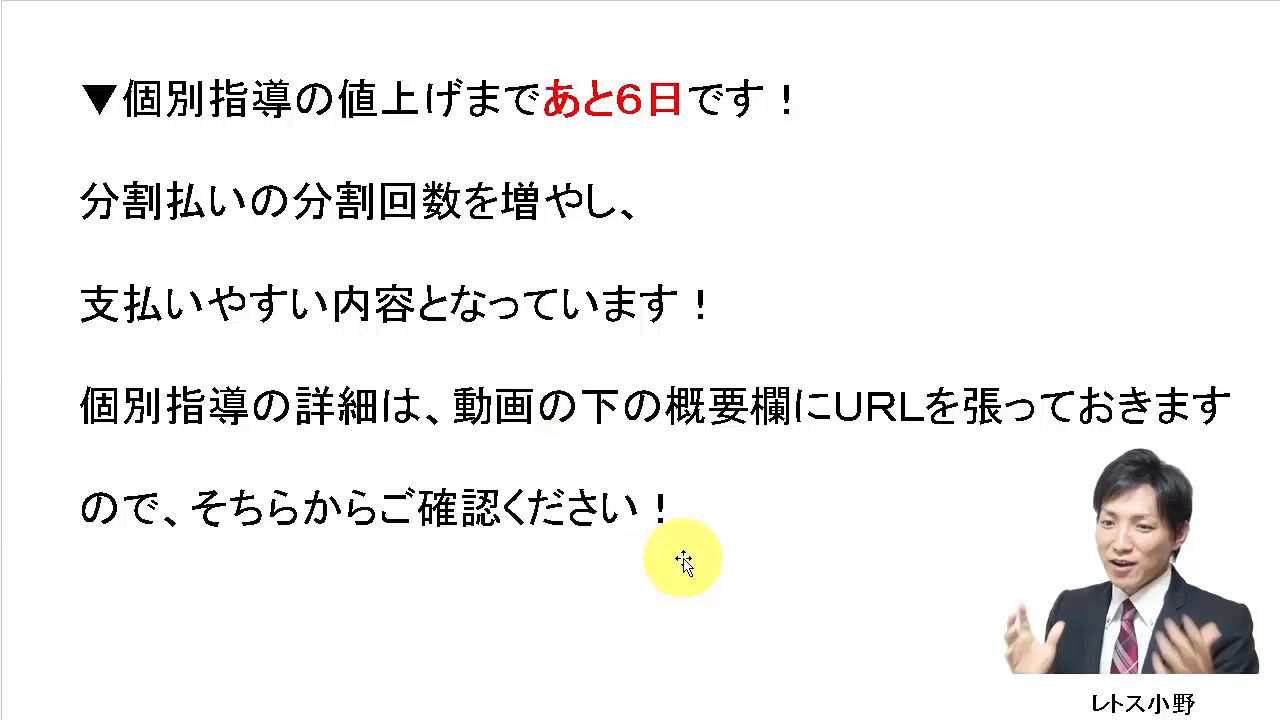 ▼個別指導の値上げまであと６日です！
分割払いの分割回数を増やし、
支払いやすい内容となっています！
個別指導の詳細は、動画の下の概要欄にＵＲＬを張っておきます
ので、そちらからご確認ください！
レトス小野